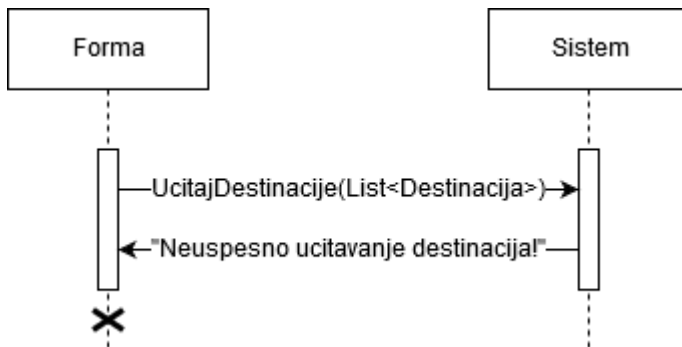 Forma
Sistem
UcitajDestinacije(List<Destinacija>)
"Neuspesno ucitavanje destinacija!"